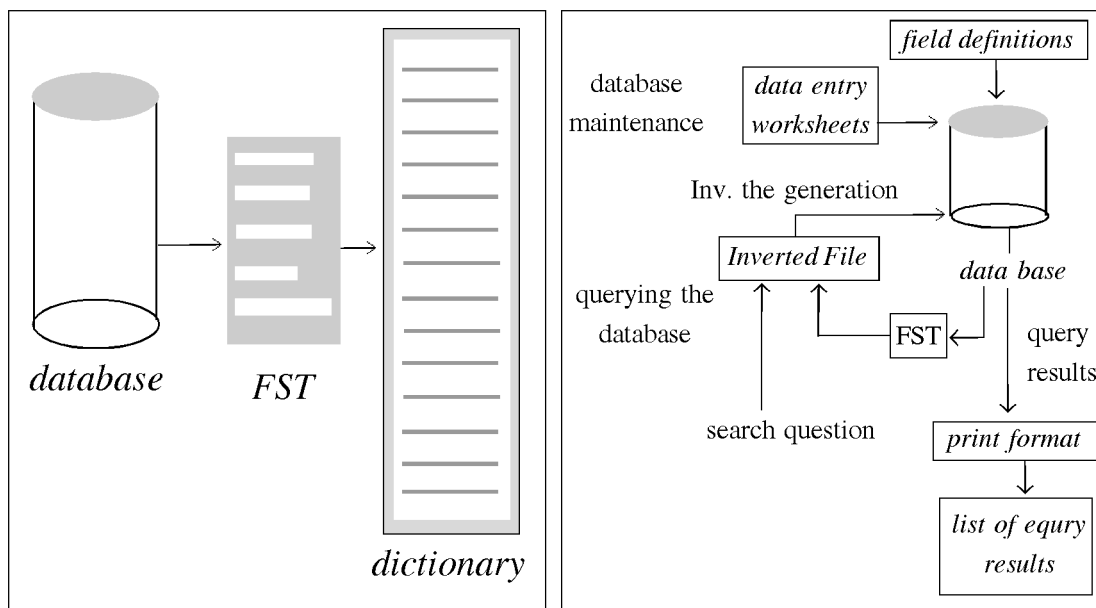 database
FST
dictionary
field definitions
database
maintenance
data entry
worksheets
Inv. the generation
Inverted File
data base
querying the
database
FST
query
results
search question
print format
list of equry
results